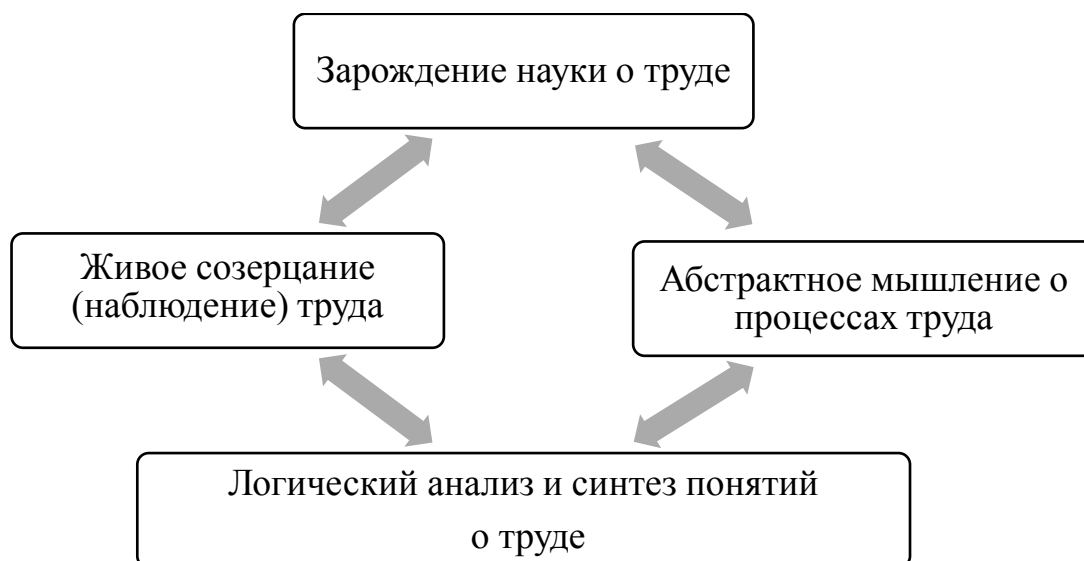 Зарождение науки о труде
Живое созерцание
(наблюдение) труда
Абстрактное мышление о
процессах труда
Логический анализ и синтез понятий
о труде